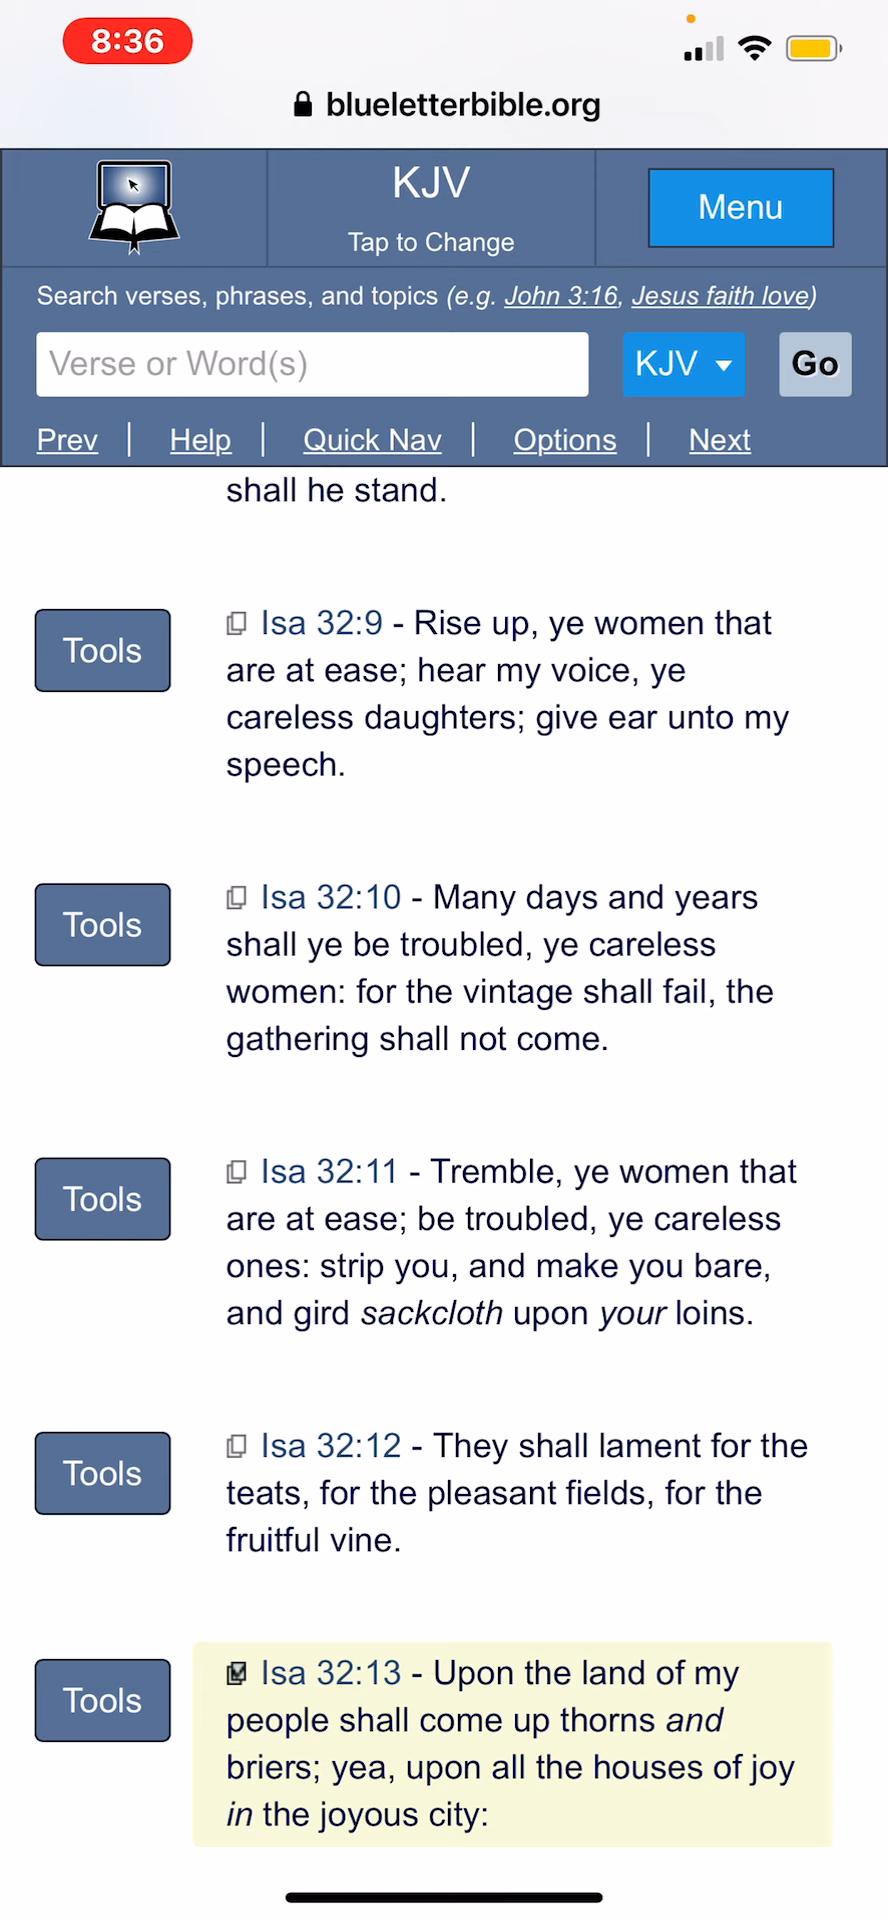 8:36
blueletterbible.org
KJV
Tap to Change
Menu
Search verses, phrases, and topics (e.g. John 3:16, Jesus faith love)
Verse or Word(s)
KJV
Go
Prev | Help | Quick Nav | Options | Next
shall he stand.
Tools
Isa 32:9 - Rise up, ye women that
are at ease; hear my voice, ye
careless daughters; give ear unto my
speech.
Tools
Isa 32:10 - Many days and years
shall ye be troubled, ye careless
women: for the vintage shall fail, the
gathering shall not come.
Tools
Isa 32:11 - Tremble, ye women that
are at ease; be troubled, ye careless
ones: strip you, and make you bare,
and gird sackcloth upon your loins.
Tools
Isa 32:12 - They shall lament for the
teats, for the pleasant fields, for the
fruitful vine.
Tools
Isa 32:13 - Upon the land of my
people shall come up thorns and
briers; yea, upon all the houses of joy
in the joyous city: